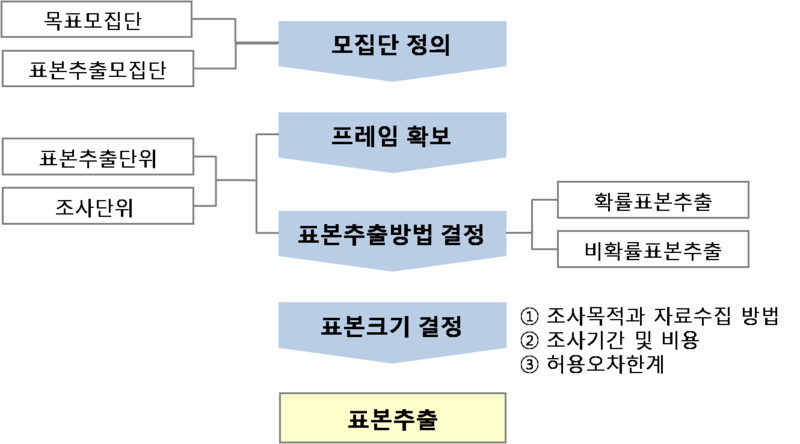 목표모집단
표본추출모집단
모집단 정의
프레임 확보
표본추출단위
조사단위
표본추출방법 결정
확률표본추출
비확률표본추출
표본크기 결정
① 조사목적과 자료수집 방법
② 조사기간 및 비용
③ 허용오차한계
표본추출